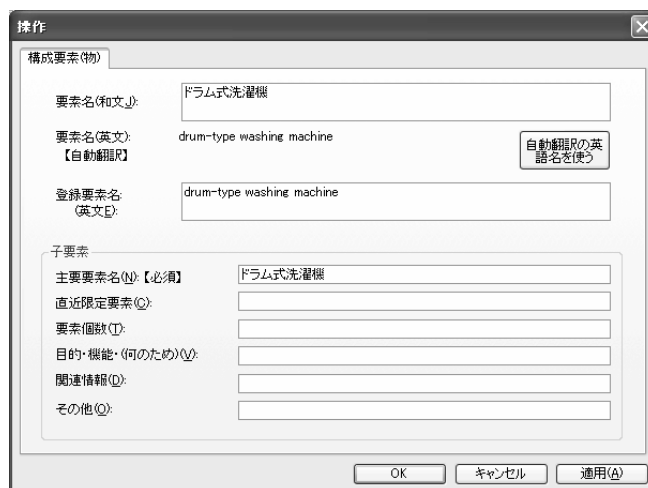 操作
構成要素(物)
要素名(和文J):
ドラム式洗濯機
要素名(英文):
【自動翻訳】
drum-type washing machine
自動翻訳の英
語名を使う
登録要素名:
(英文E):
drum-type washing machine
子要素
主要要素名(N):【必須】
ドラム式洗濯機
直近限定要素(C):
要素個数(T):
目的・機能・(何のため)(V):
関連情報(D):
その他(O):
OK
キャンセル
適用(A)